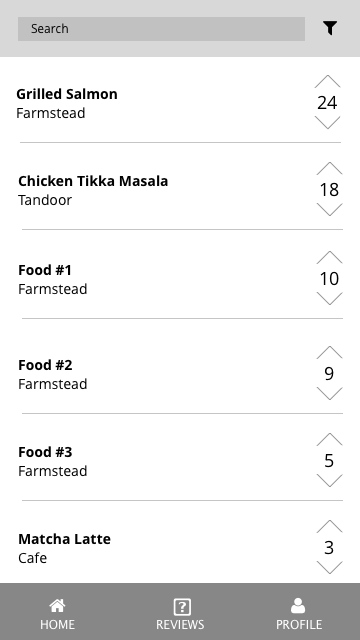 Search
Grilled Salmon
Farmstead
24
Chicken Tikka Masala
Tandoor
18
Food #1
Farmstead
10
Food #2
Farmstead
9
Food #3
Farmstead
5
Matcha Latte
Cafe
3
?
HOME REVIEWS PROFILE